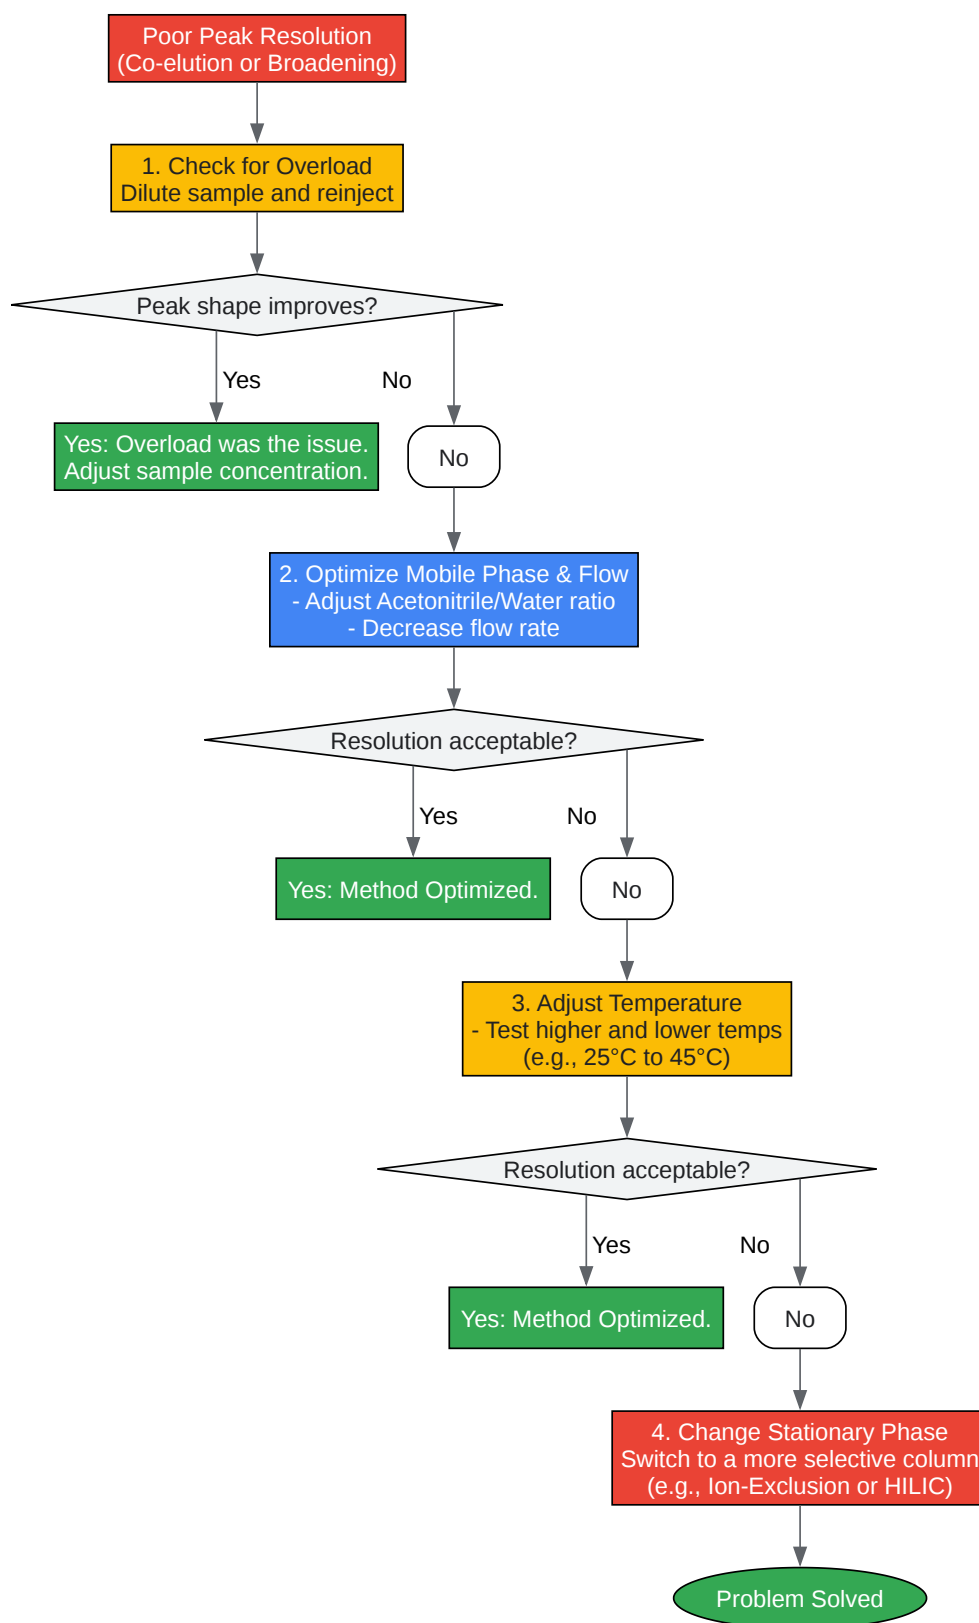 Poor Peak Resolution
(Co-elution or Broadening)
1. Check for Overload
Dilute sample and reinject
Peak shape improves?
Yes
No
Yes: Overload was the issue.
Adjust sample concentration.
No
2. Optimize Mobile Phase & Flow
- Adjust Acetonitrile/Water ratio
- Decrease flow rate
Resolution acceptable?
Yes
No
Yes: Method Optimized.
No
3. Adjust Temperature
- Test higher and lower temps
(e.g., 25°C to 45°C)
Resolution acceptable?
Yes
No
Yes: Method Optimized.
No
4. Change Stationary Phase
Switch to a more selective column
(e.g., Ion-Exclusion or HILIC)
Problem Solved